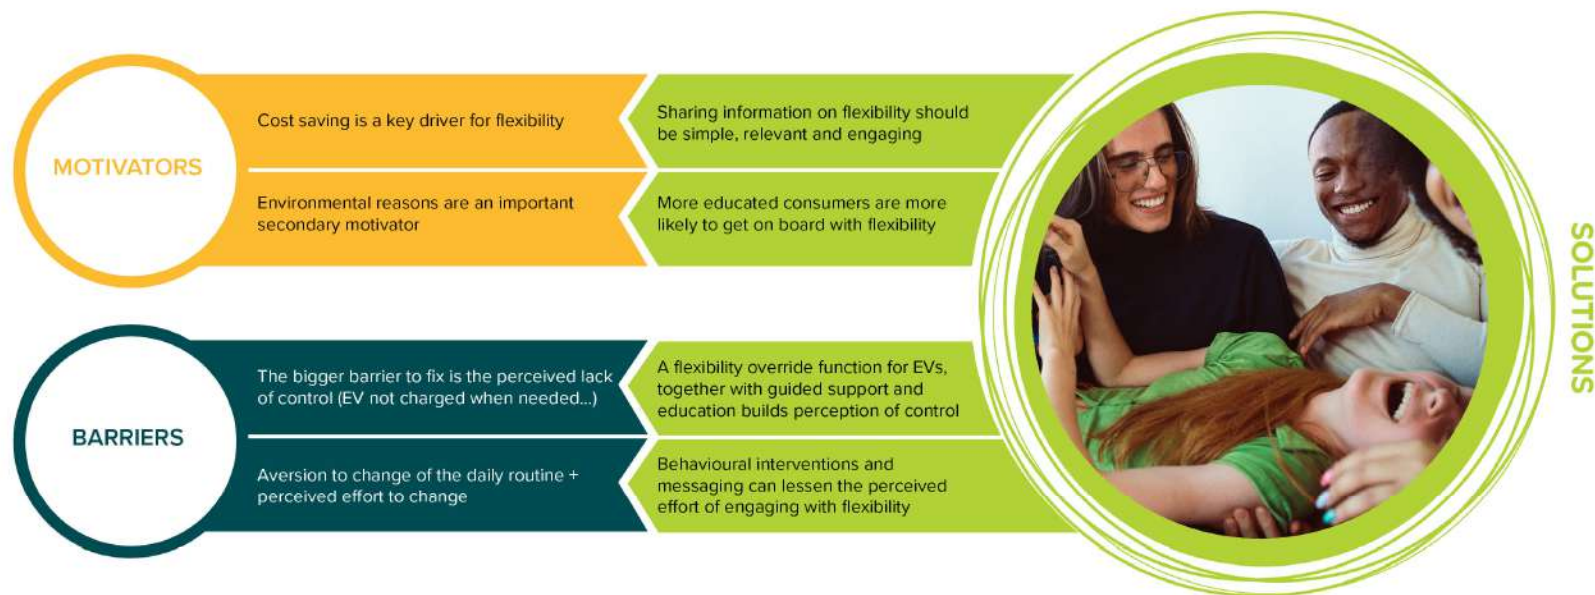 MOTIVATORS
Cost saving is a key driver for flexibility
Sharing information on flexibility should
be simple, relevant and engaging
Environmental reasons are an important
secondary motivator
More educated consumers are more
likely to get on board with flexibility
BARRIERS
The bigger barrier to fix is the perceived lack
of control (EV not charged when needed...)
A flexibility override function for EVs,
together with guided support and
education builds perception of control
Aversion to change of the daily routine +
perceived effort to change
Behavioural interventions and
messaging can lessen the perceived
effort of engaging with flexibility
SOLUTIONS